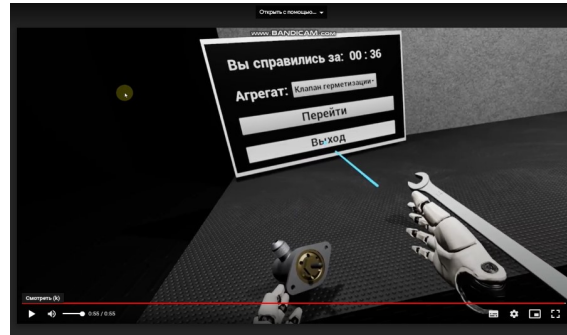 Открыть с помощью...
WWW.BANDICAM.COM
Вы справились за: 00 : 36
Агрегат: Клапан герметизации
Перейти
Выход
Смотреть (k)
0:55 / 0:55